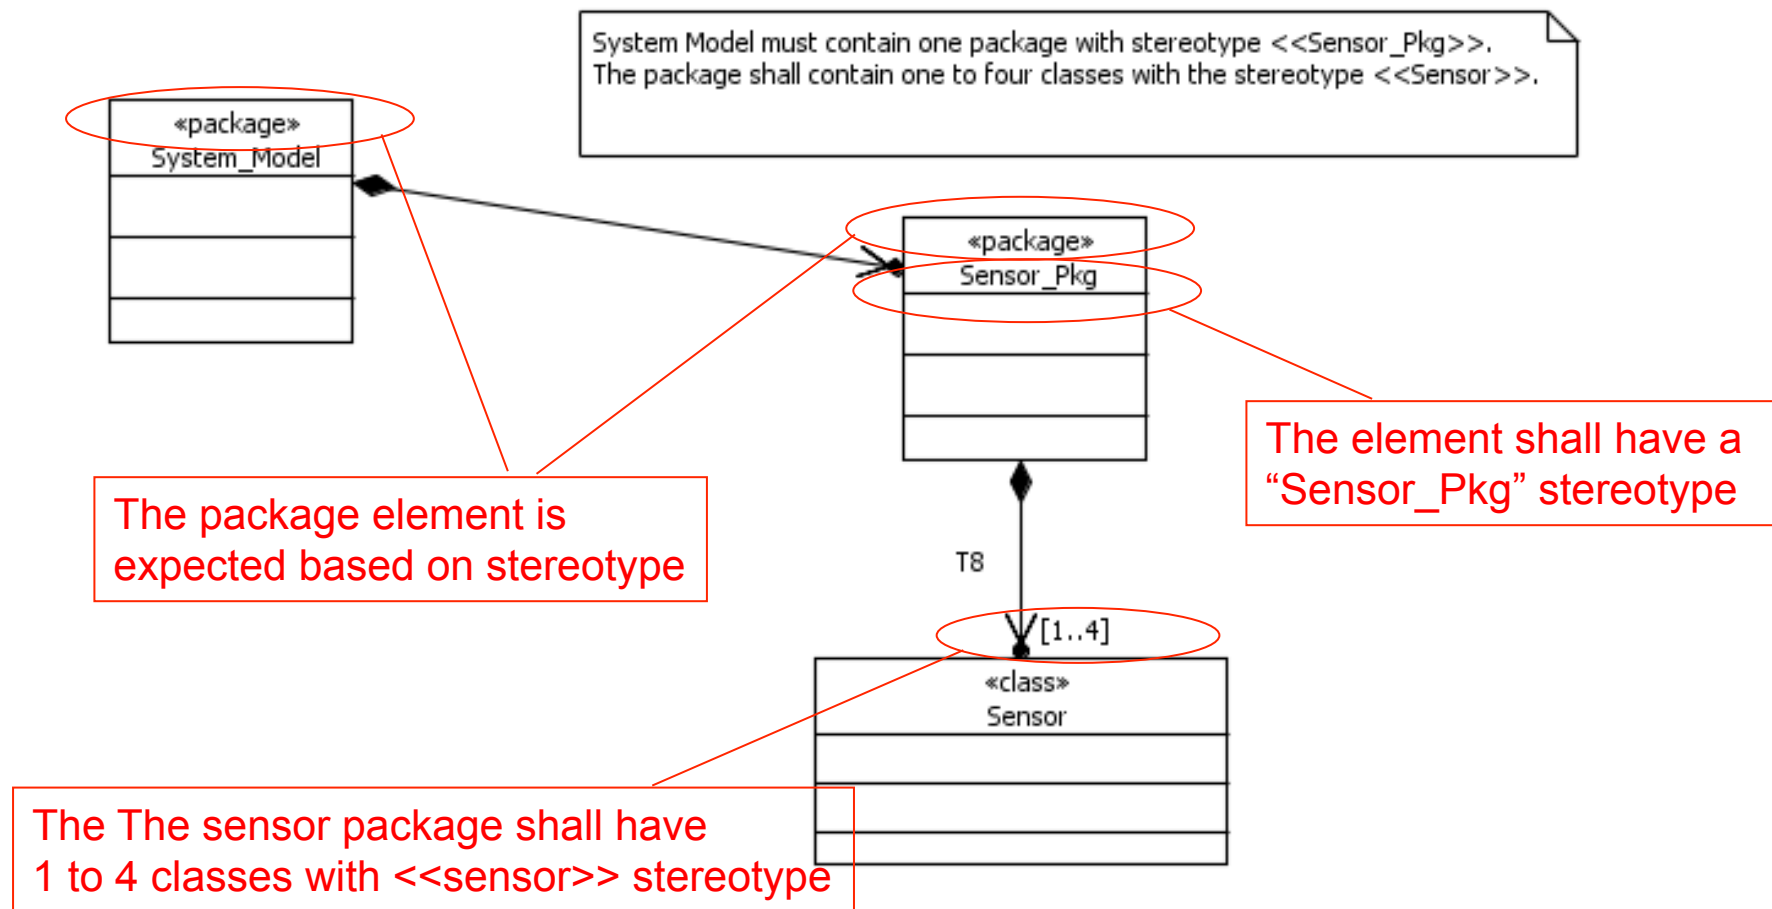 System Model must contain one package with stereotype <<Sensor_Pkg>>.
The package shall contain one to four classes with the stereotype <<Sensor>>.
«package»
System_Model
«package»
Sensor_Pkg
The element shall have a
“Sensor_Pkg” stereotype
The package element is
expected based on stereotype
T8
[1..4]
«class»
Sensor
The The sensor package shall have
1 to 4 classes with <<sensor>> stereotype